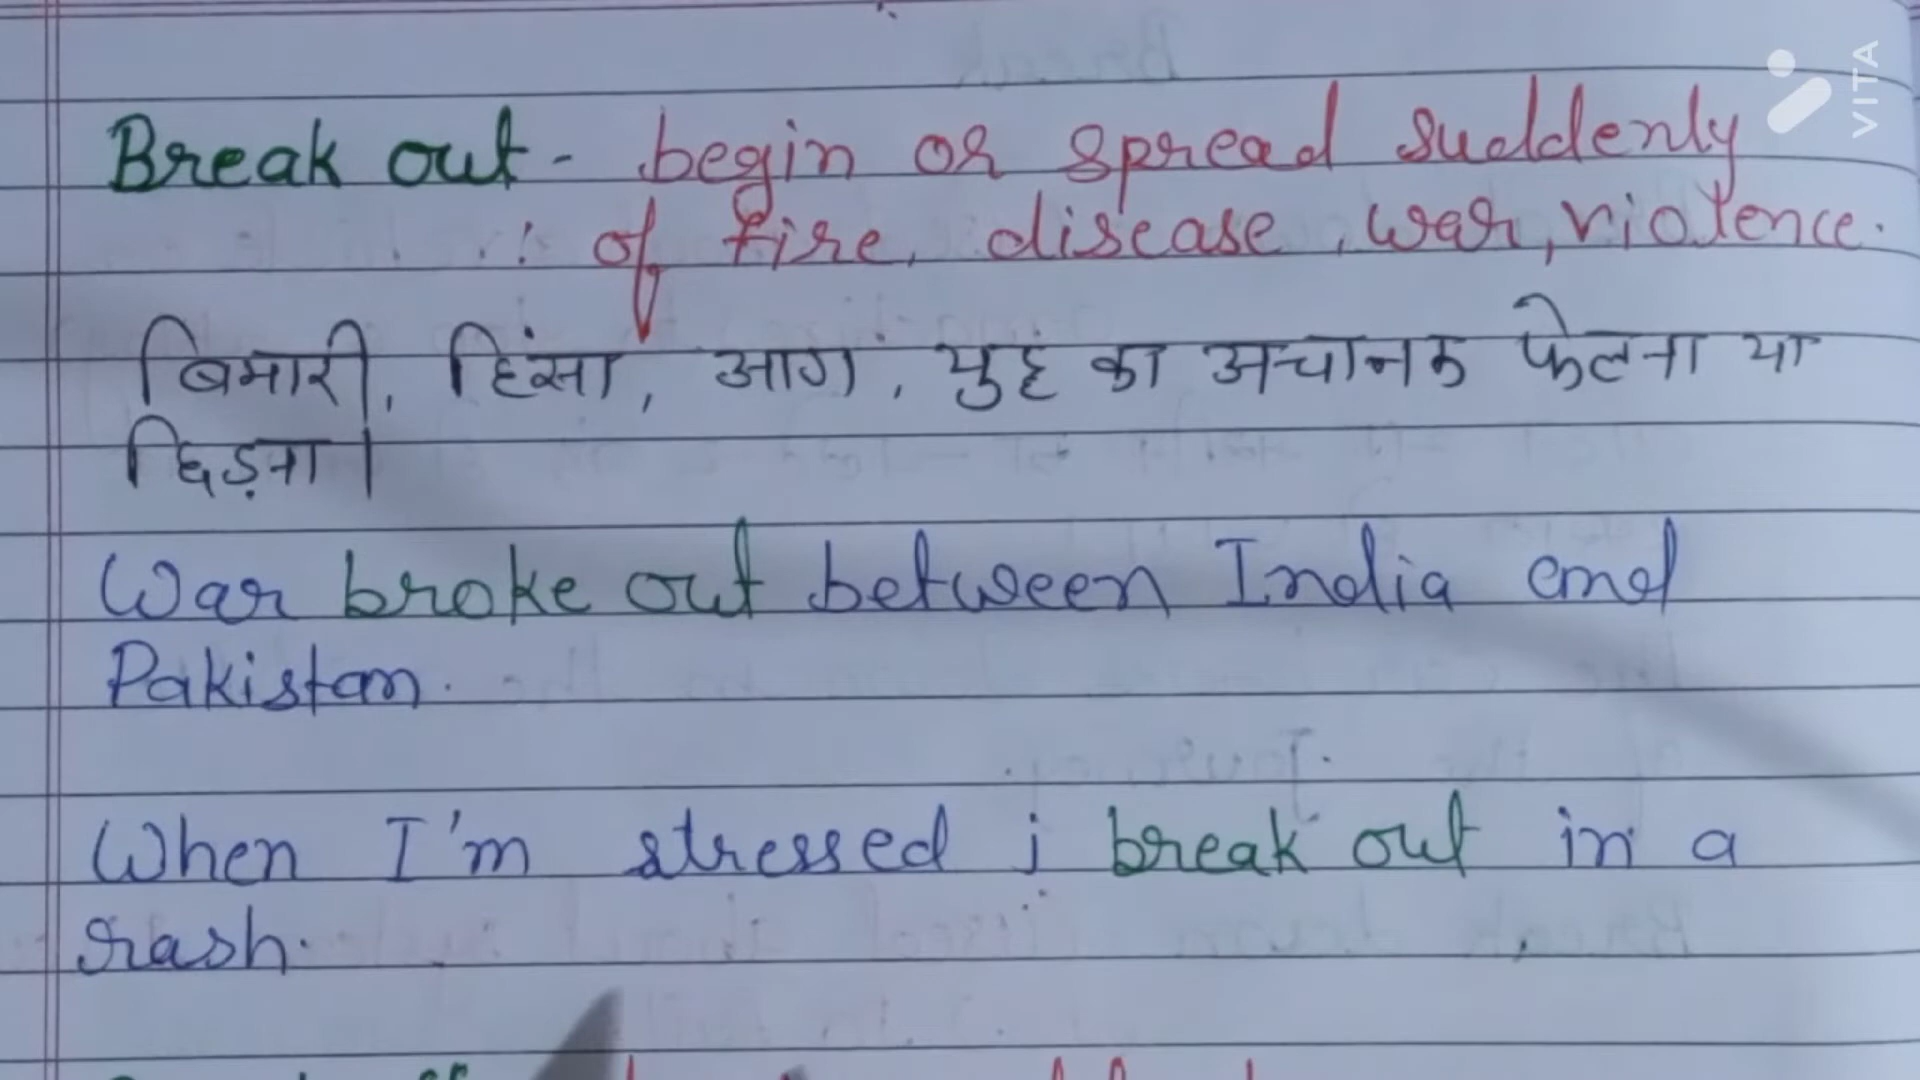 Break out - begin or spread suddenly
of fire, disease, war, violence.
बिमारी, हिंसा, आग, युद्ध का अचानक फेलना या
छिड़ना।
War broke out between India and
Pakistan.
When I'm stressed i break out in a
rash.
VITA